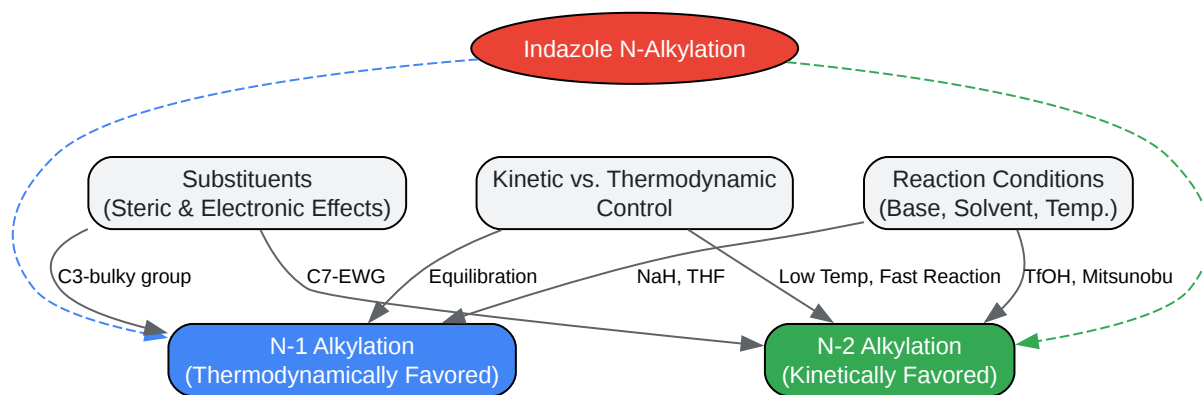 Indazole N-Alkylation
Substituents
(Steric & Electronic Effects)
Kinetic vs. Thermodynamic
Control
Reaction Conditions
(Base, Solvent, Temp.)
C3-bulky group
C7-EWG
Equilibration
NaH, THF
Low Temp, Fast Reaction
TfOH, Mitsunobu
N-1 Alkylation
(Thermodynamically Favored)
N-2 Alkylation
(Kinetically Favored)